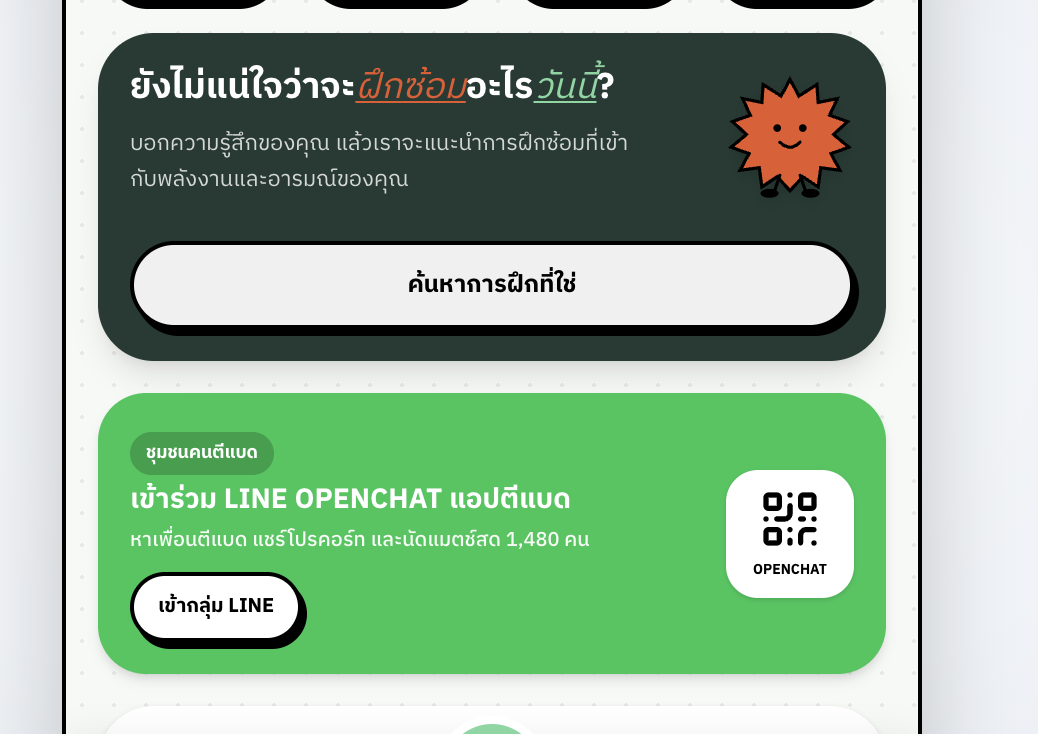 ยังไม่แน่ใจว่าจะฝึกซ้อมอะไรวันนี้?
บอกความรู้สึกของคุณ แล้วเราจะแนะนำการฝึกซ้อมที่เข้า
กับพลังงานและอารมณ์ของคุณ
ค้นหาการฝึกที่ใช่
ชุมชนคนตีแบด
เข้าร่วม LINE OPENCHAT แอปตีแบด
หาเพื่อนตีแบด แชร์โปรคอร์ท และนัดแมตช์สด 1,480 คน
OPENCHAT
เข้ากลุ่ม LINE